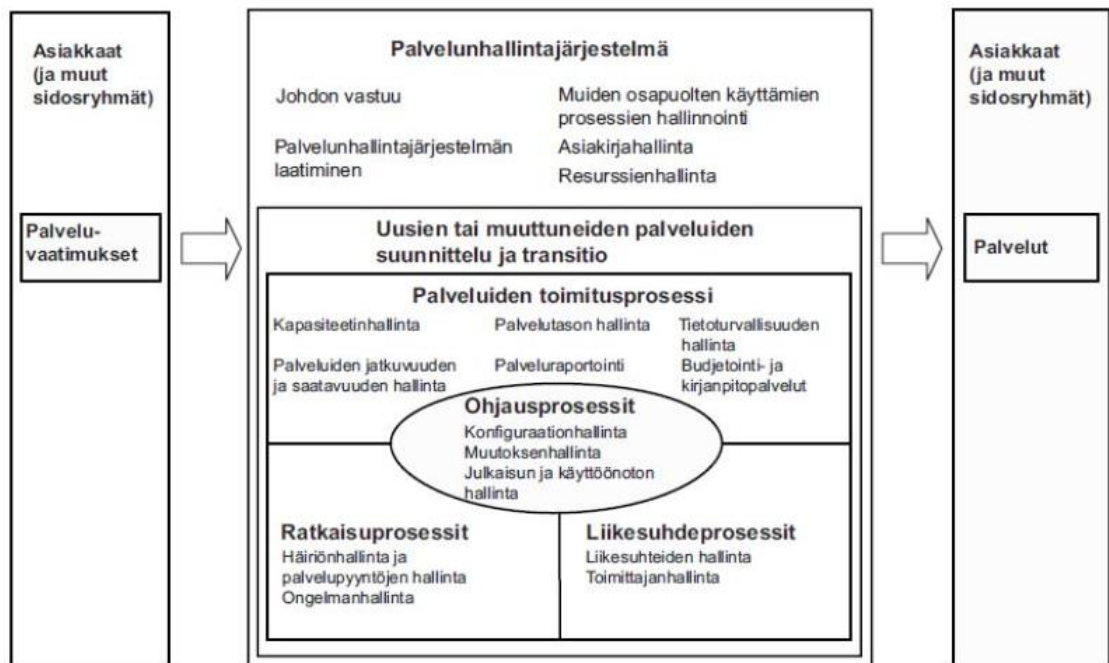 Asiakkaat
(ja muut
sidosryhmät)
Palvelu-
vaatimukset
Palvelunhallintajärjestelmä
Johdon vastuu
Palvelunhallintajärjestelmän
laatiminen
Muiden osapuolten käyttämien
prosessien hallinnointi
Asiakirjahallinta
Resurssienhallinta
Uusien tai muuttuneiden palveluiden
suunnittelu ja transitio
Palveluiden toimitusprosessi
Kapasiteetinhallinta
Palveluiden jatkuvuuden
ja saatavuuden hallinta
Palvelutason hallinta
Palveluraportointi
Tietoturvallisuuden
hallinta
Budjetointi- ja
kirjanpitopalvelut
Ohjausprosessit
Konfiguraationhallinta
Muutoksenhallinta
Julkaisun ja käyttöönoton
hallinta
Ratkaisuprosessit
Häiriönhallinta ja
palvelupyyntöjen hallinta
Ongelmanhallinta
Liikesuhdeprosessit
Liikesuhteiden hallinta
Toimittajanhallinta
Asiakkaat
(ja muut
sidosryhmät)
Palvelut